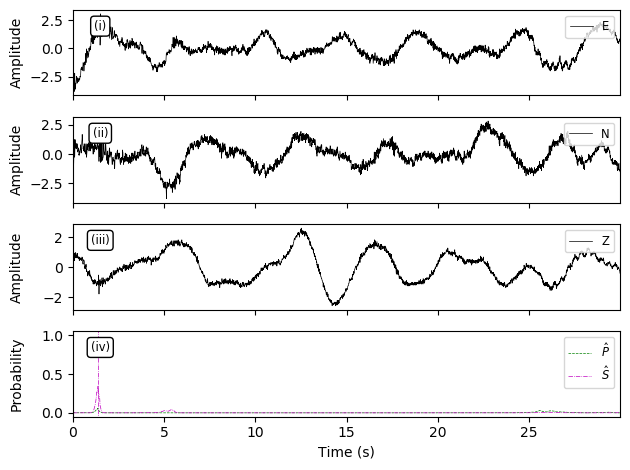 2.5
0.0
−2.5
Amplitude
(i)
E
2.5
0.0
−2.5
Amplitude
(ii)
N
2
0
−2
Amplitude
(iii)
Z
1.0
0.5
0.0
Probability
(iv)
P̂
Ŝ
0 5 10 15 20 25
Time (s)